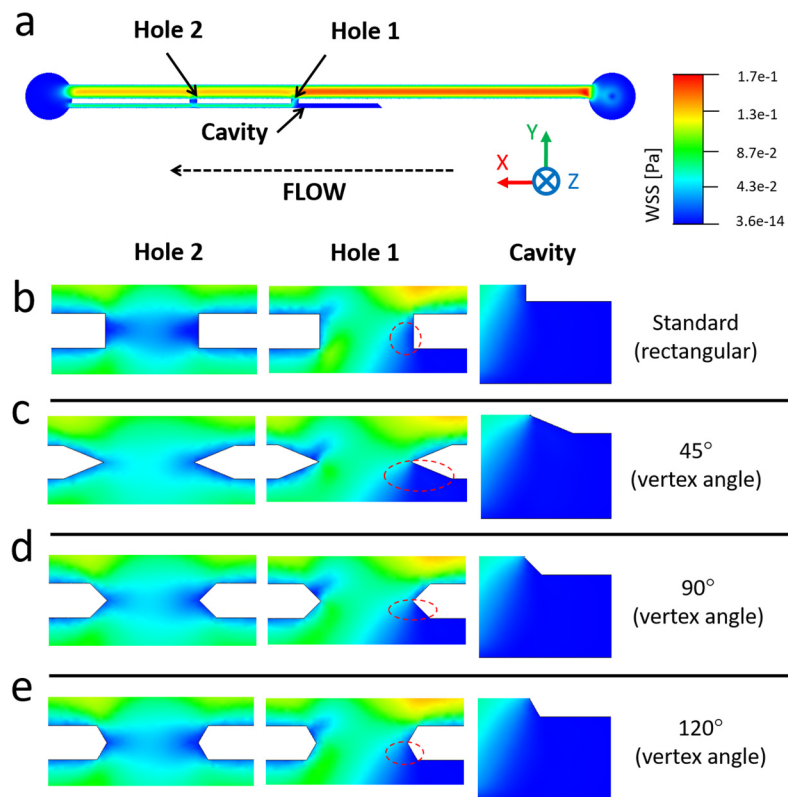 a
Hole 2
Hole 1
Cavity
FLOW
Y
X
Z
WSS [Pa]
1.7e-1
1.3e-1
8.7e-2
4.3e-2
3.6e-14
Hole 2
Hole 1
Cavity
b
Standard
(rectangular)
c
45°
(vertex angle)
d
90°
(vertex angle)
e
120°
(vertex angle)